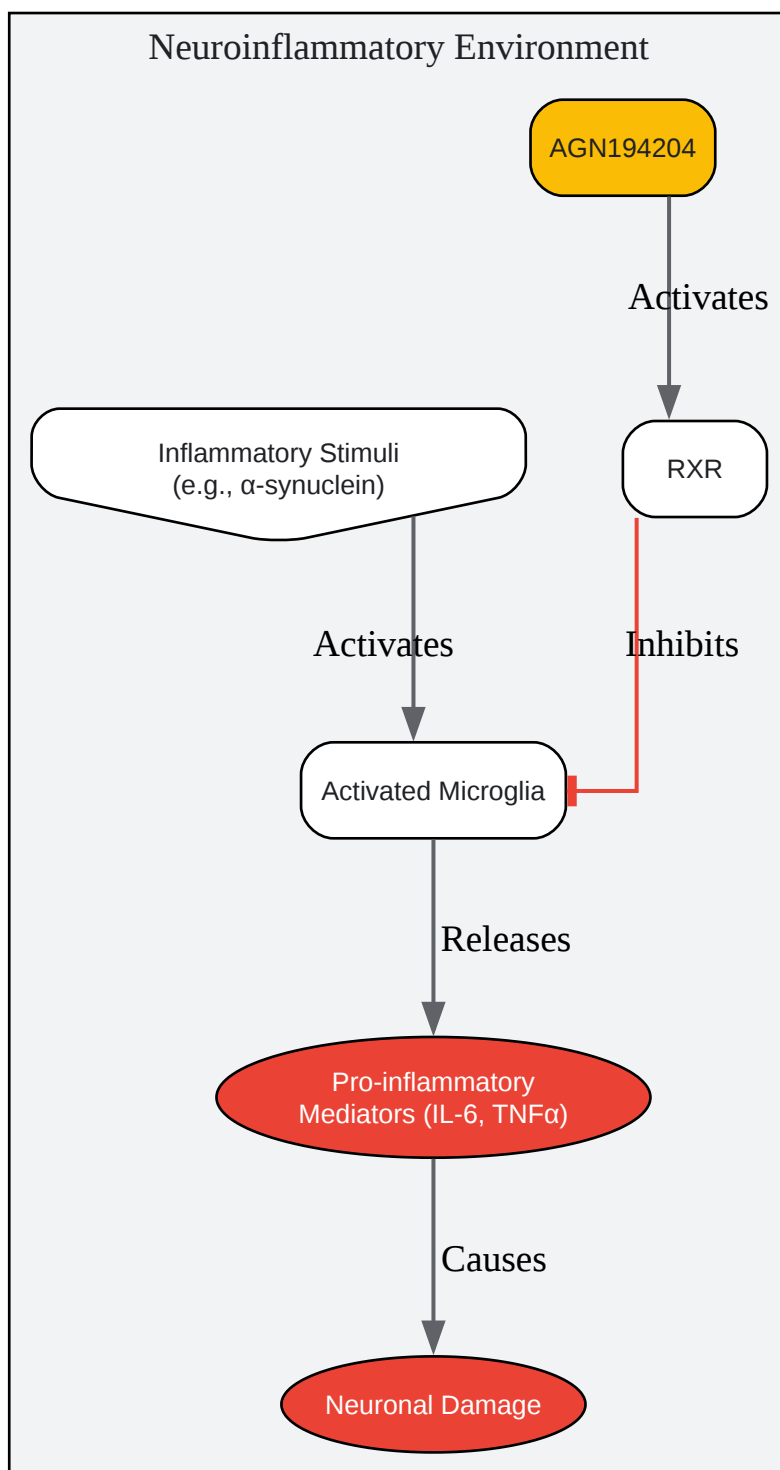 Neuroinflammatory Environment
AGN194204
Activates
Inflammatory Stimuli
(e.g., α-synuclein)
RXR
Activates
Inhibits
Activated Microglia
Releases
Pro-inflammatory
Mediators (IL-6, TNFα)
Causes
Neuronal Damage